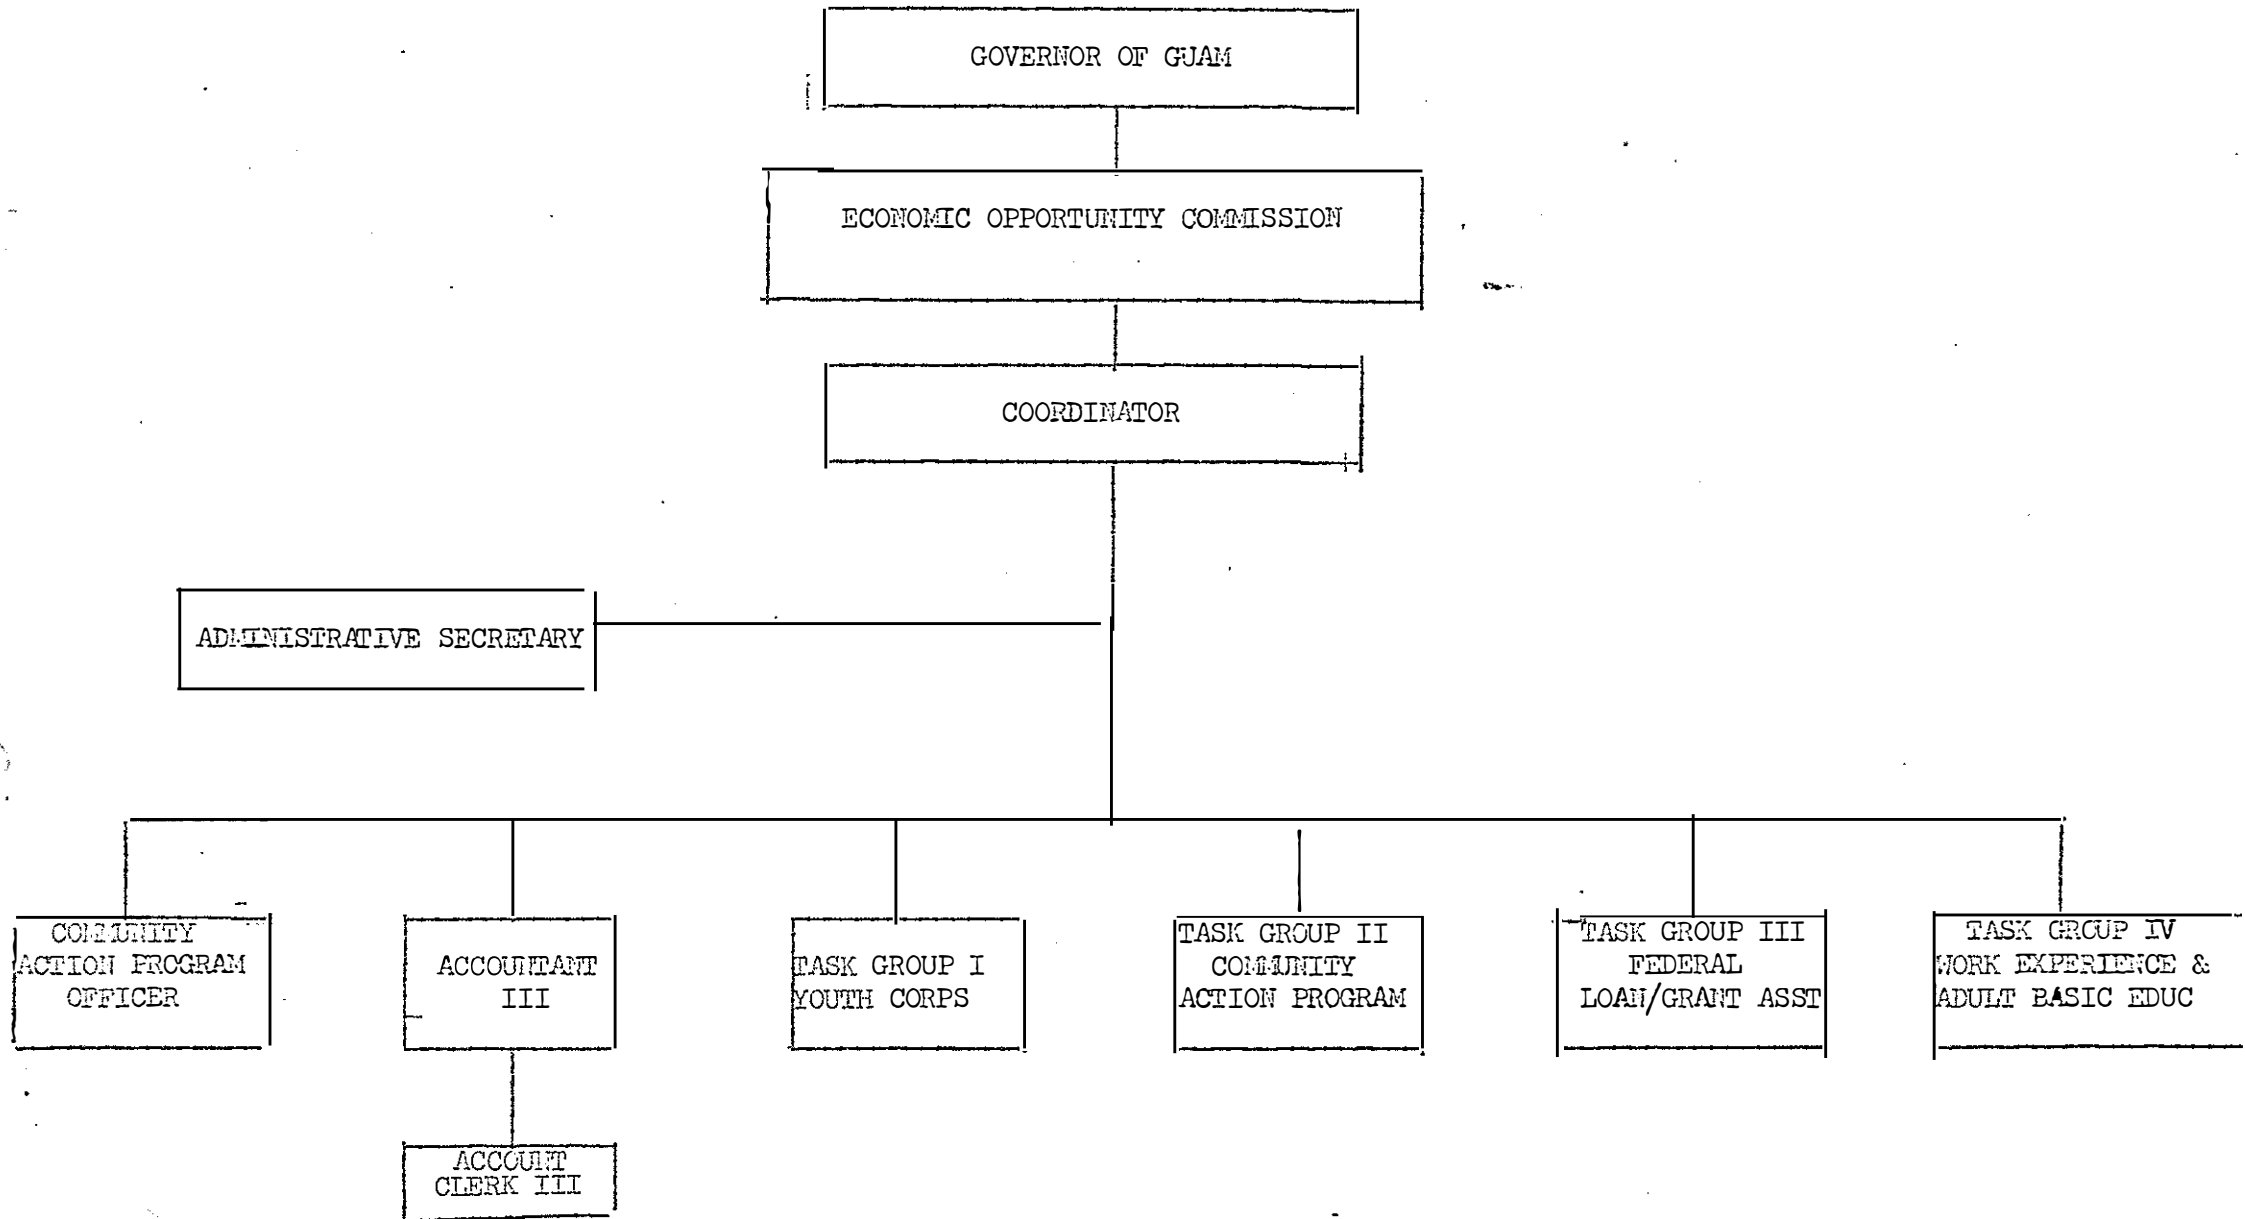 GOVERNOR OF GUAM
ECONOMIC OPPORTUNITY COMMISSION
COORDINATOR
ADMINISTRATIVE SECRETARY
COMMUNITY
ACTION PROGRAM
OFFICER
ACCOUNTANT
III
TASK GROUP I
YOUTH CORPS
TASK GROUP II
COMMUNITY
ACTION PROGRAM
TASK GROUP III
FEDERAL
LOAN/GRANT ASST
TASK GROUP IV
WORK EXPERIENCE &
ADULT BASIC EDUC
ACCOUNT
CLERK III